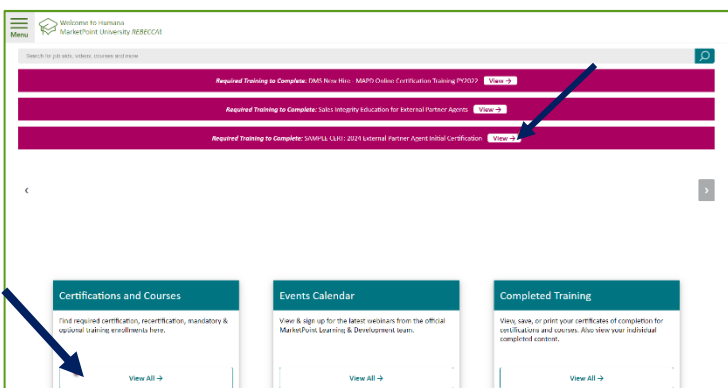 Menu
Welcome to Humana
MarketPoint University REBECCA!
Search for job aids, videos, courses and more
Required Training to Complete: DMS New Hire - MAPD Online Certification Training PY2022 View →
Required Training to Complete: Sales Integrity Education for External Partner Agents View →
Required Training to Complete: SAMPLE CERT: 2024 External Partner Agent Initial Certification View →
Certifications and Courses
Find required certification, recertification, mandatory &
optional training enrollments here.
View All →
Events Calendar
View & sign up for the latest webinars from the official
MarketPoint Learning & Development team.
View All →
Completed Training
View, save, or print your certificates of completion for
certifications and courses. Also view your individual
completed content.
View All →